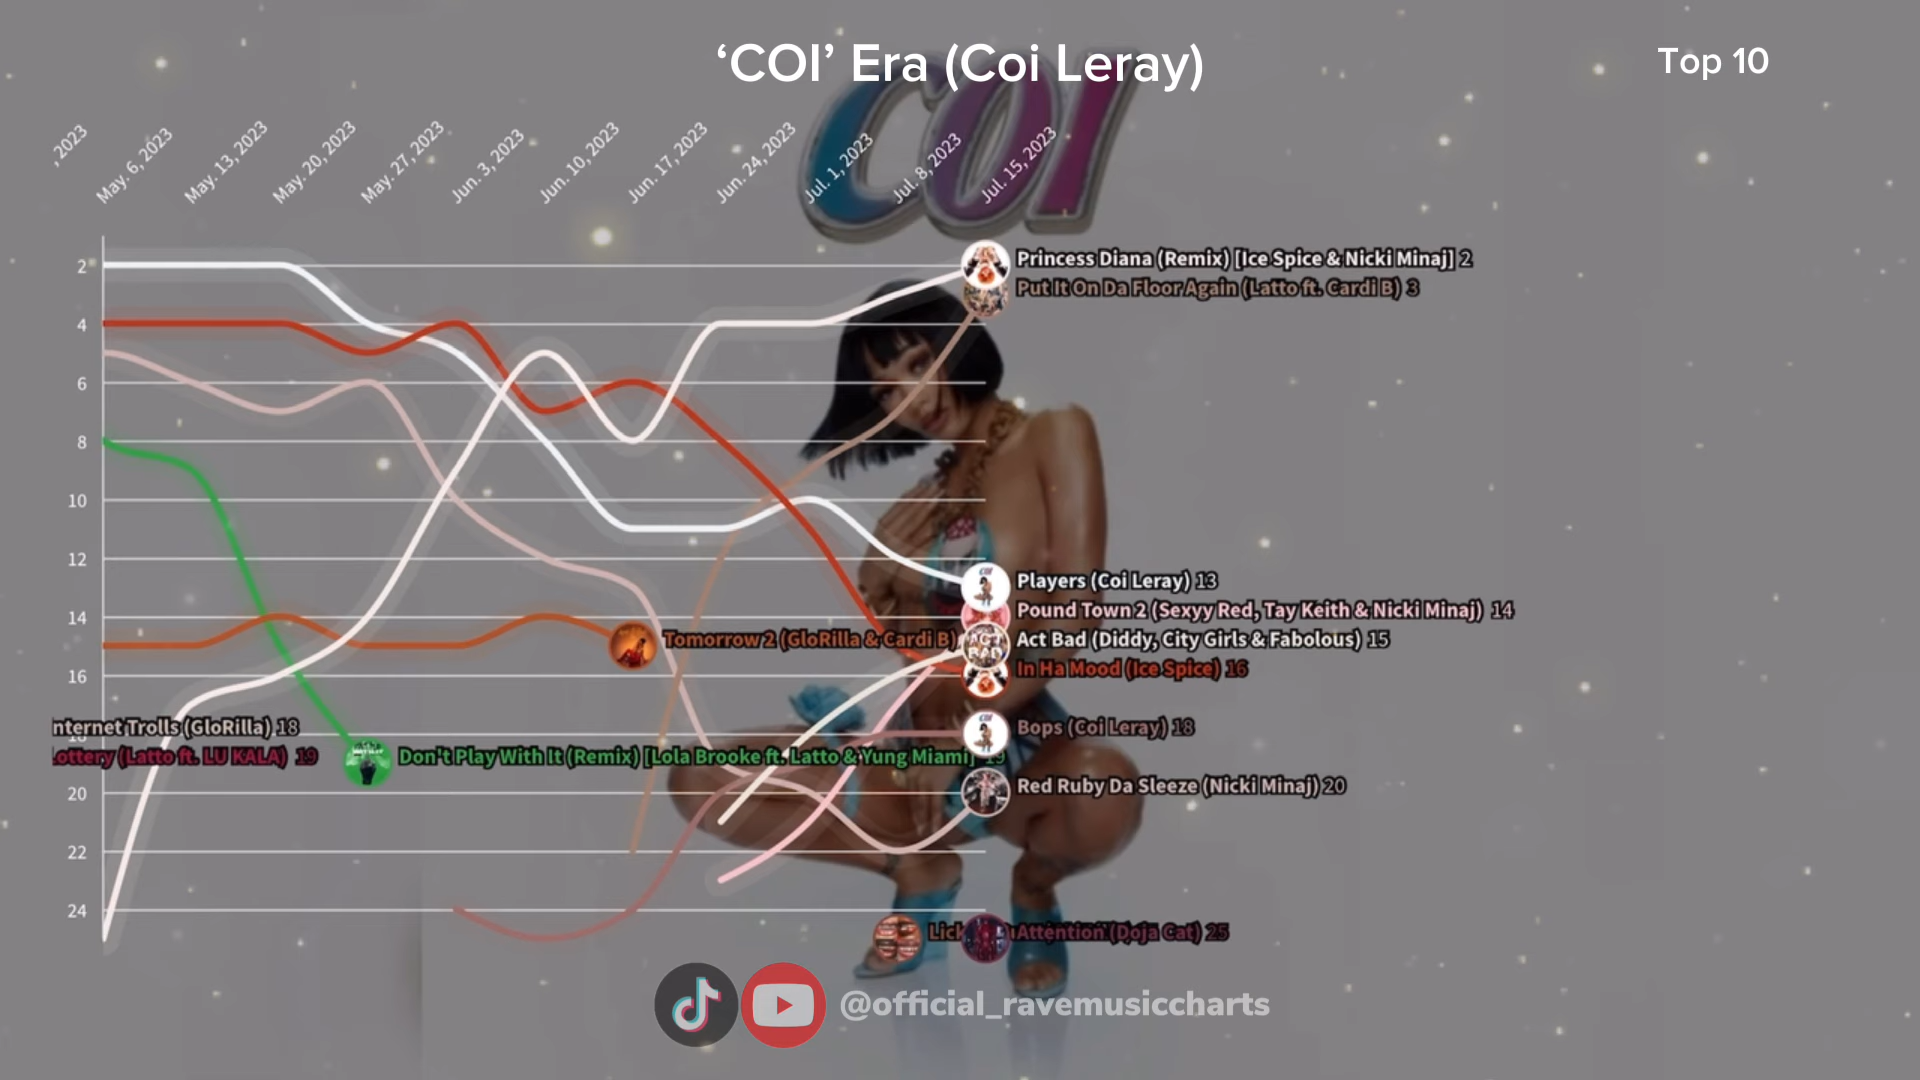 ‘COI’ Era (Coi Leray)
Top 10
, 2023
May. 6, 2023
May. 13, 2023
May. 20, 2023
May. 27, 2023
Jun. 3, 2023
Jun. 10, 2023
Jun. 17, 2023
Jun. 24, 2023
Jul. 1, 2023
Jul. 8, 2023
Jul. 15, 2023
COI
2
Princess Diana (Remix) [Ice Spice & Nicki Minaj] 2
Put It On Da Floor Again (Latto ft. Cardi B) 3
4
6
8
10
12
Players (Coi Leray) 13
14
Pound Town 2 (Sexyy Red, Tay Keith & Nicki Minaj) 14
Tomorrow 2 (GloRilla & Cardi B)
ACT BAD
Act Bad (Diddy, City Girls & Fabolous) 15
16
In Ha Mood (Ice Spice) 16
nternet Trolls (GloRilla) 18
18
Bops (Coi Leray) 18
ottery (Latto ft. LU KALA) 19
Don't Play With It (Remix) [Lola Brooke ft. Latto & Yung Miami] 19
20
Red Ruby Da Sleeze (Nicki Minaj) 20
22
24
Lick
Attention (Doja Cat) 25
@official_ravemusiccharts